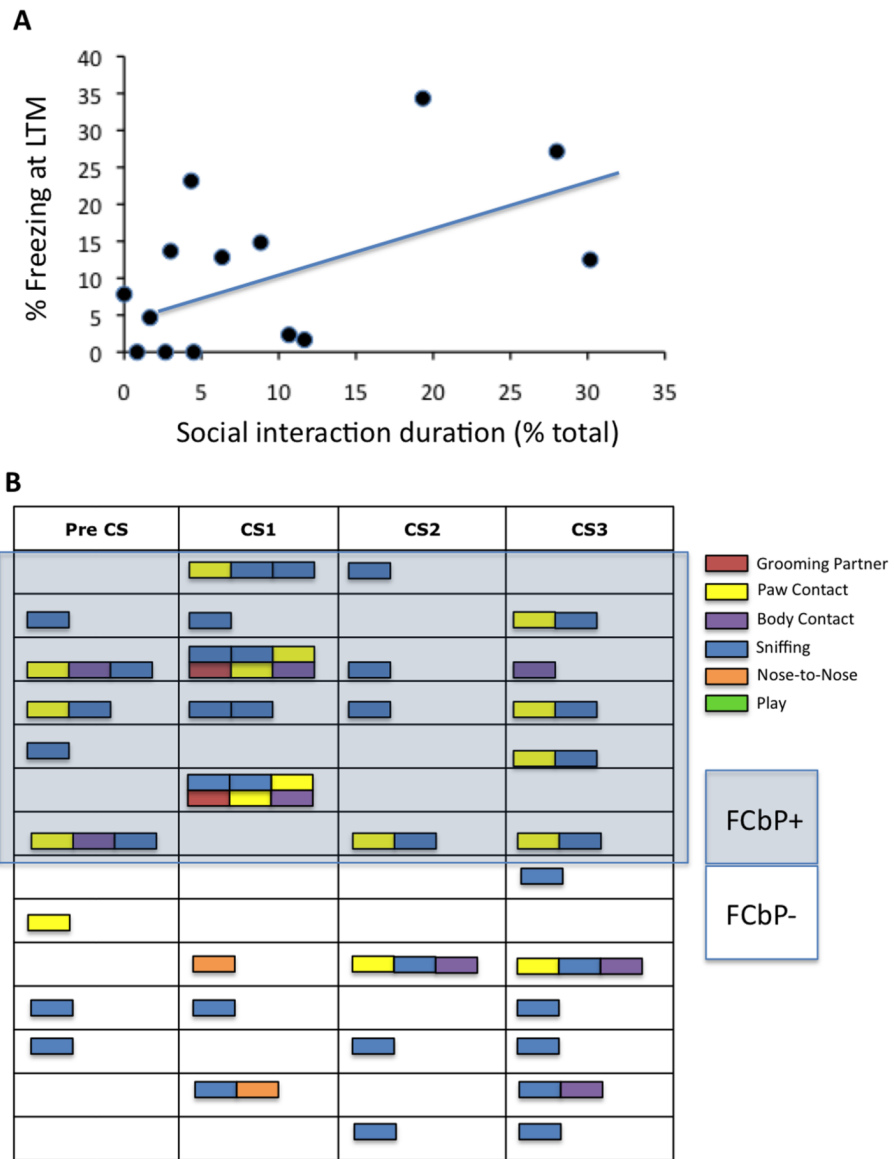 A
40
35
30
25
20
15
10
5
0
% Freezing at LTM
0 5 10 15 20 25 30 35
Social interaction duration (% total)
B
Pre CS CS1 CS2 CS3
Grooming Partner
Paw Contact
Body Contact
Sniffing
Nose-to-Nose
Play
FCbP+
FCbP-